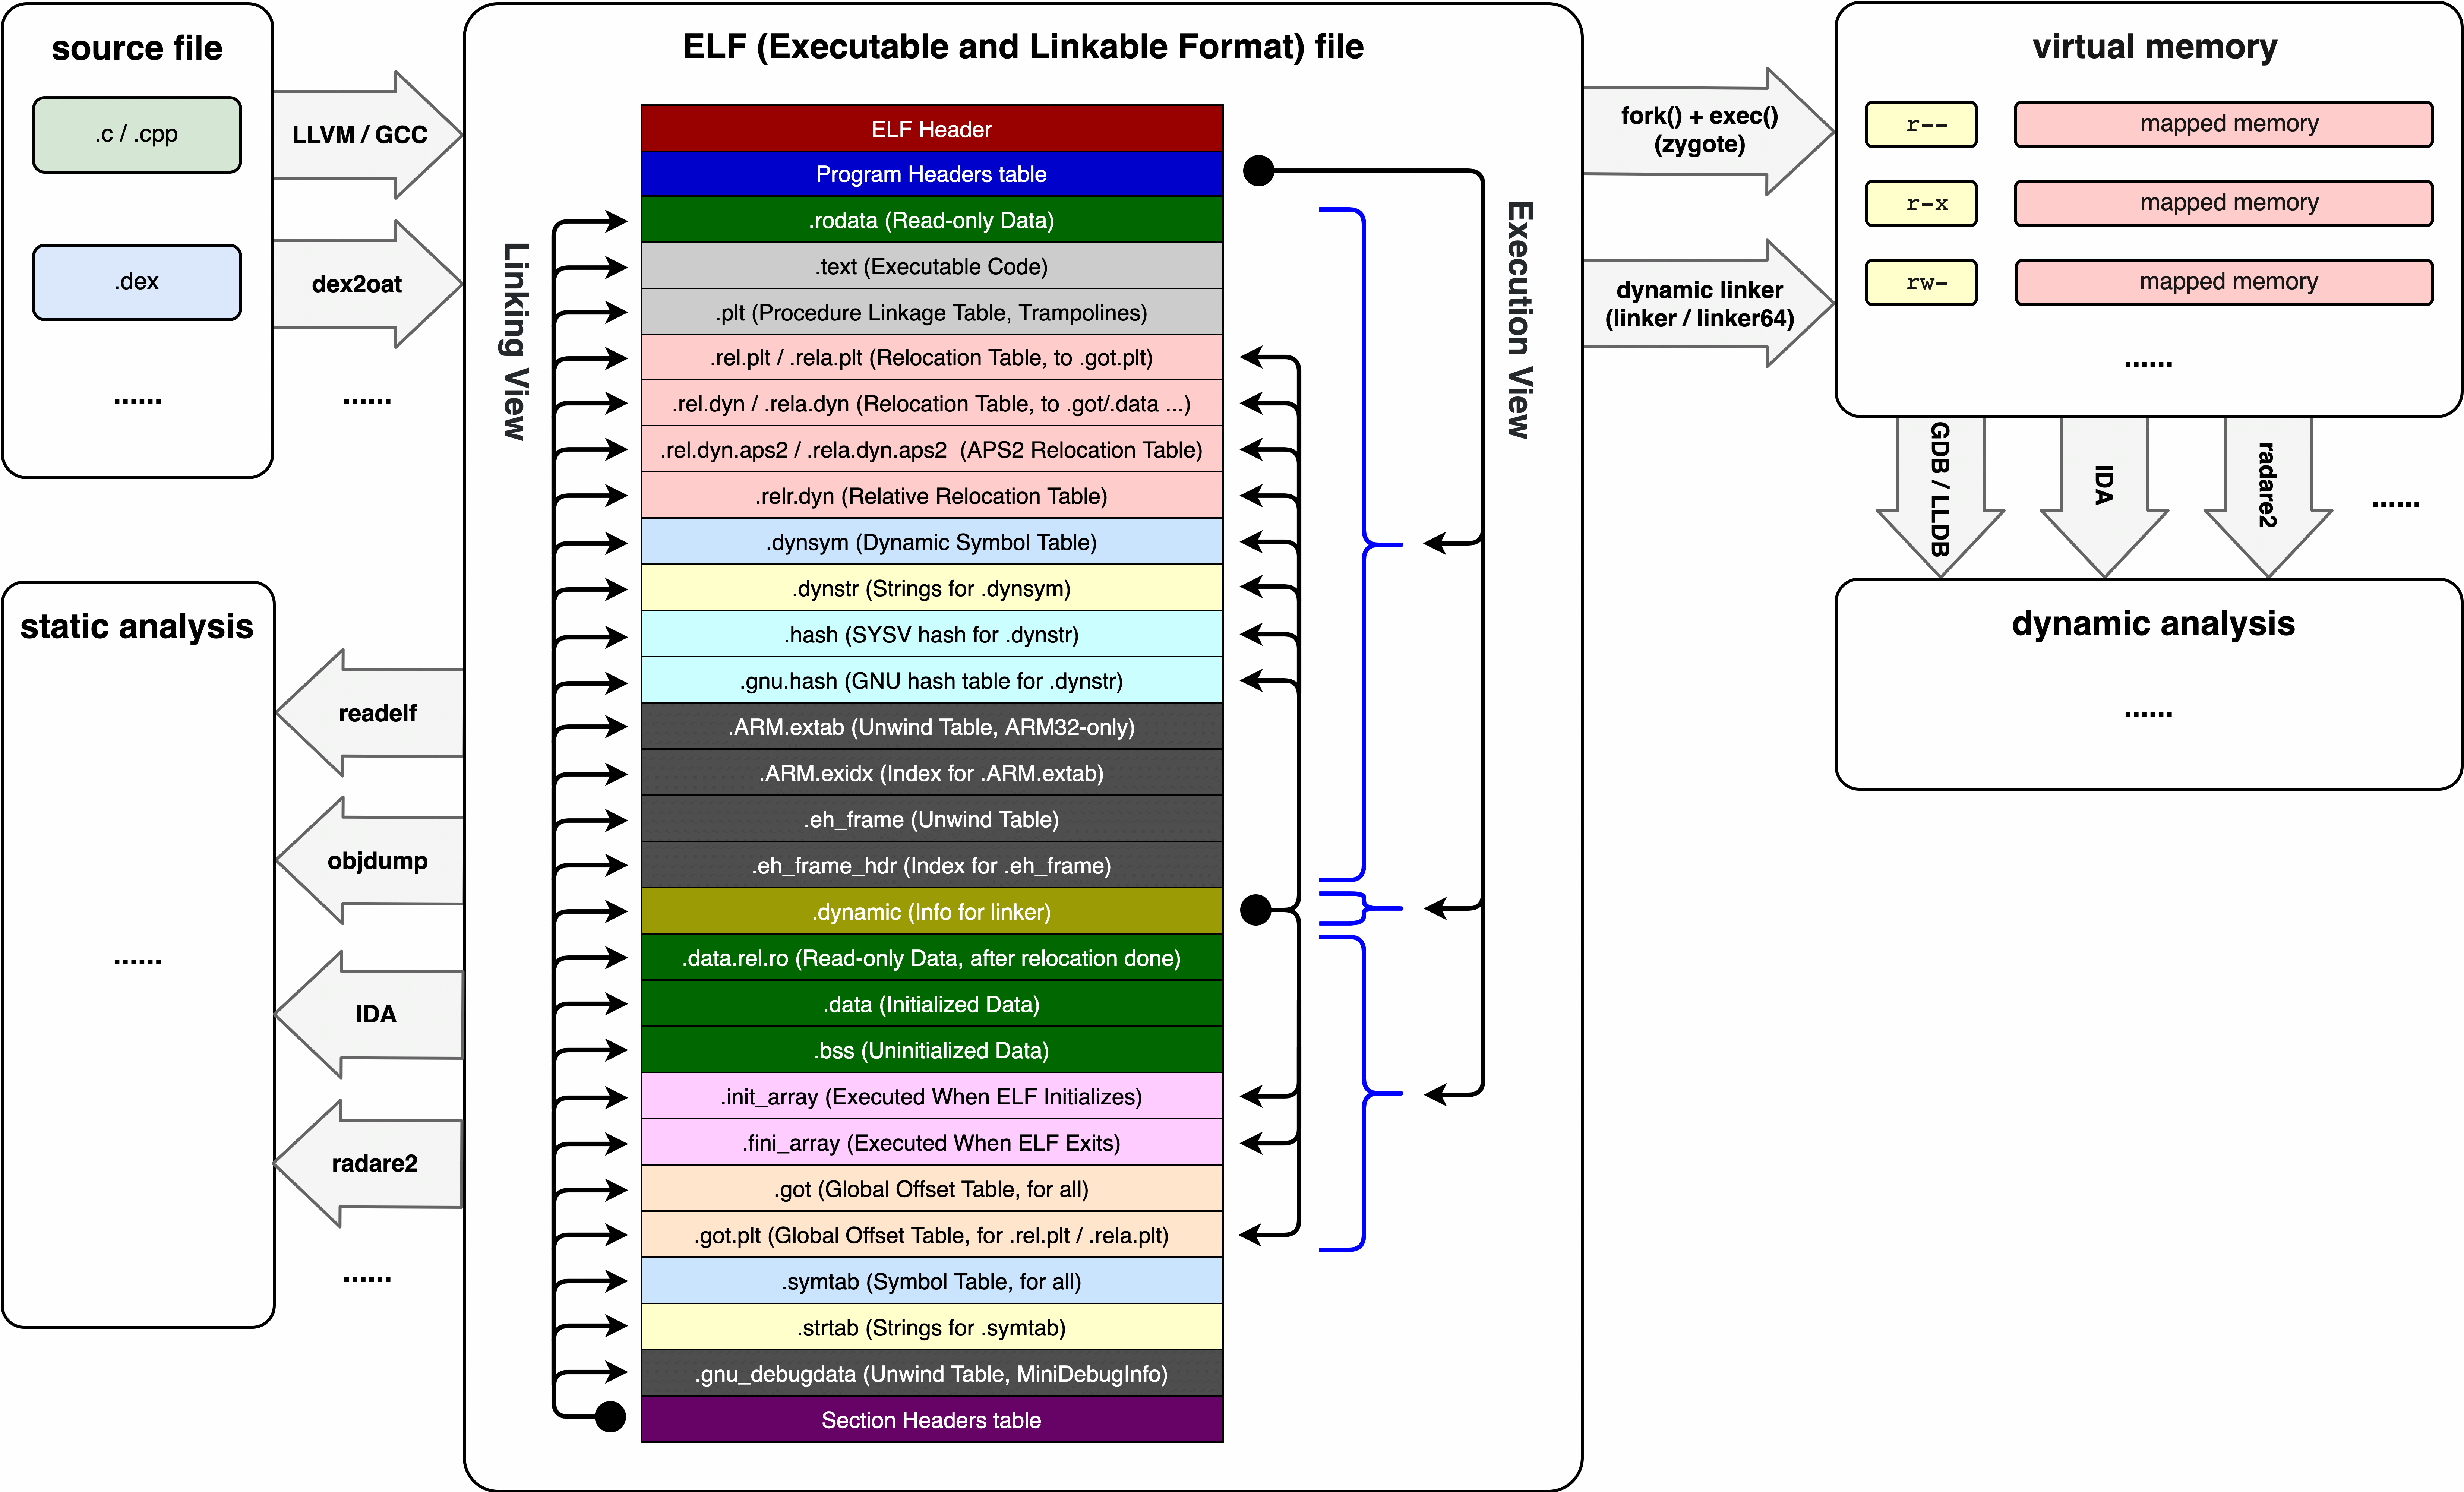 source file
.c / .cpp
.dex
......
LLVM / GCC
dex2oat
......
static analysis
......
readelf
objdump
IDA
radare2
......
ELF (Executable and Linkable Format) file
Linking View
ELF Header
Program Headers table
.rodata (Read-only Data)
.text (Executable Code)
.plt (Procedure Linkage Table, Trampolines)
.rel.plt / .rela.plt (Relocation Table, to .got.plt)
.rel.dyn / .rela.dyn (Relocation Table, to .got/.data ...)
.rel.dyn.aps2 / .rela.dyn.aps2  (APS2 Relocation Table)
.relr.dyn (Relative Relocation Table)
.dynsym (Dynamic Symbol Table)
.dynstr (Strings for .dynsym)
.hash (SYSV hash for .dynstr)
.gnu.hash (GNU hash table for .dynstr)
.ARM.extab (Unwind Table, ARM32-only)
.ARM.exidx (Index for .ARM.extab)
.eh_frame (Unwind Table)
.eh_frame_hdr (Index for .eh_frame)
.dynamic (Info for linker)
.data.rel.ro (Read-only Data, after relocation done)
.data (Initialized Data)
.bss (Uninitialized Data)
.init_array (Executed When ELF Initializes)
.fini_array (Executed When ELF Exits)
.got (Global Offset Table, for all)
.got.plt (Global Offset Table, for .rel.plt / .rela.plt)
.symtab (Symbol Table, for all)
.strtab (Strings for .symtab)
.gnu_debugdata (Unwind Table, MiniDebugInfo)
Section Headers table
Execution View
fork() + exec()
(zygote)
dynamic linker
(linker / linker64)
virtual memory
r--
mapped memory
r-x
mapped memory
rw-
mapped memory
......
GDB / LLDB
IDA
radare2
......
dynamic analysis
......